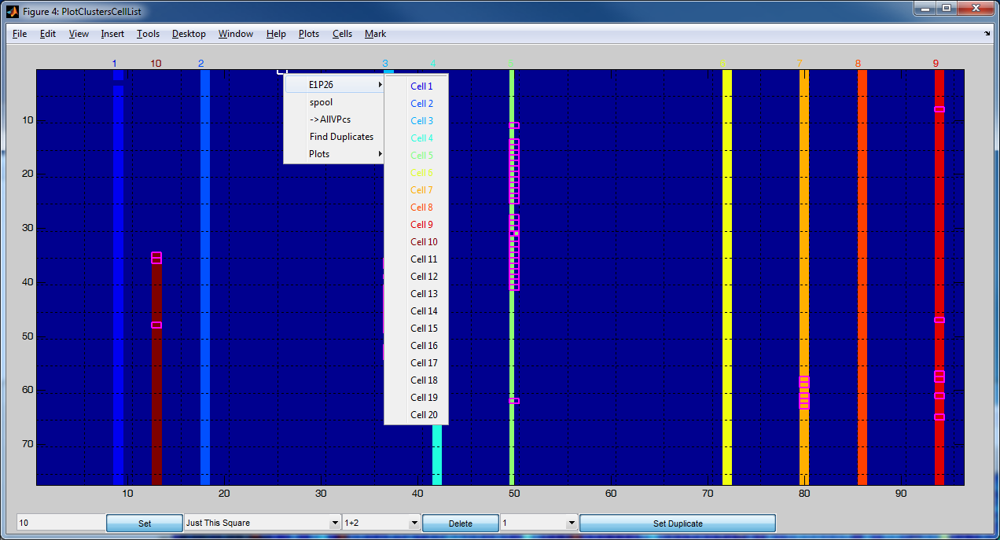 Figure 4: PlotClustersCellList
File Edit View Insert Tools Desktop Window Help Plots Cells Mark
1 10 2 3 4 5 6 7 8 9
E1P26
spool
->AllVPcs
Find Duplicates
Plots
Cell 1
Cell 2
Cell 3
Cell 4
Cell 5
Cell 6
Cell 7
Cell 8
Cell 9
Cell 10
Cell 11
Cell 12
Cell 13
Cell 14
Cell 15
Cell 16
Cell 17
Cell 18
Cell 19
Cell 20
10
20
30
40
50
60
70
10 20 30 40 50 60 70 80 90
10 Set Just This Square 1+2 Delete 1 Set Duplicate